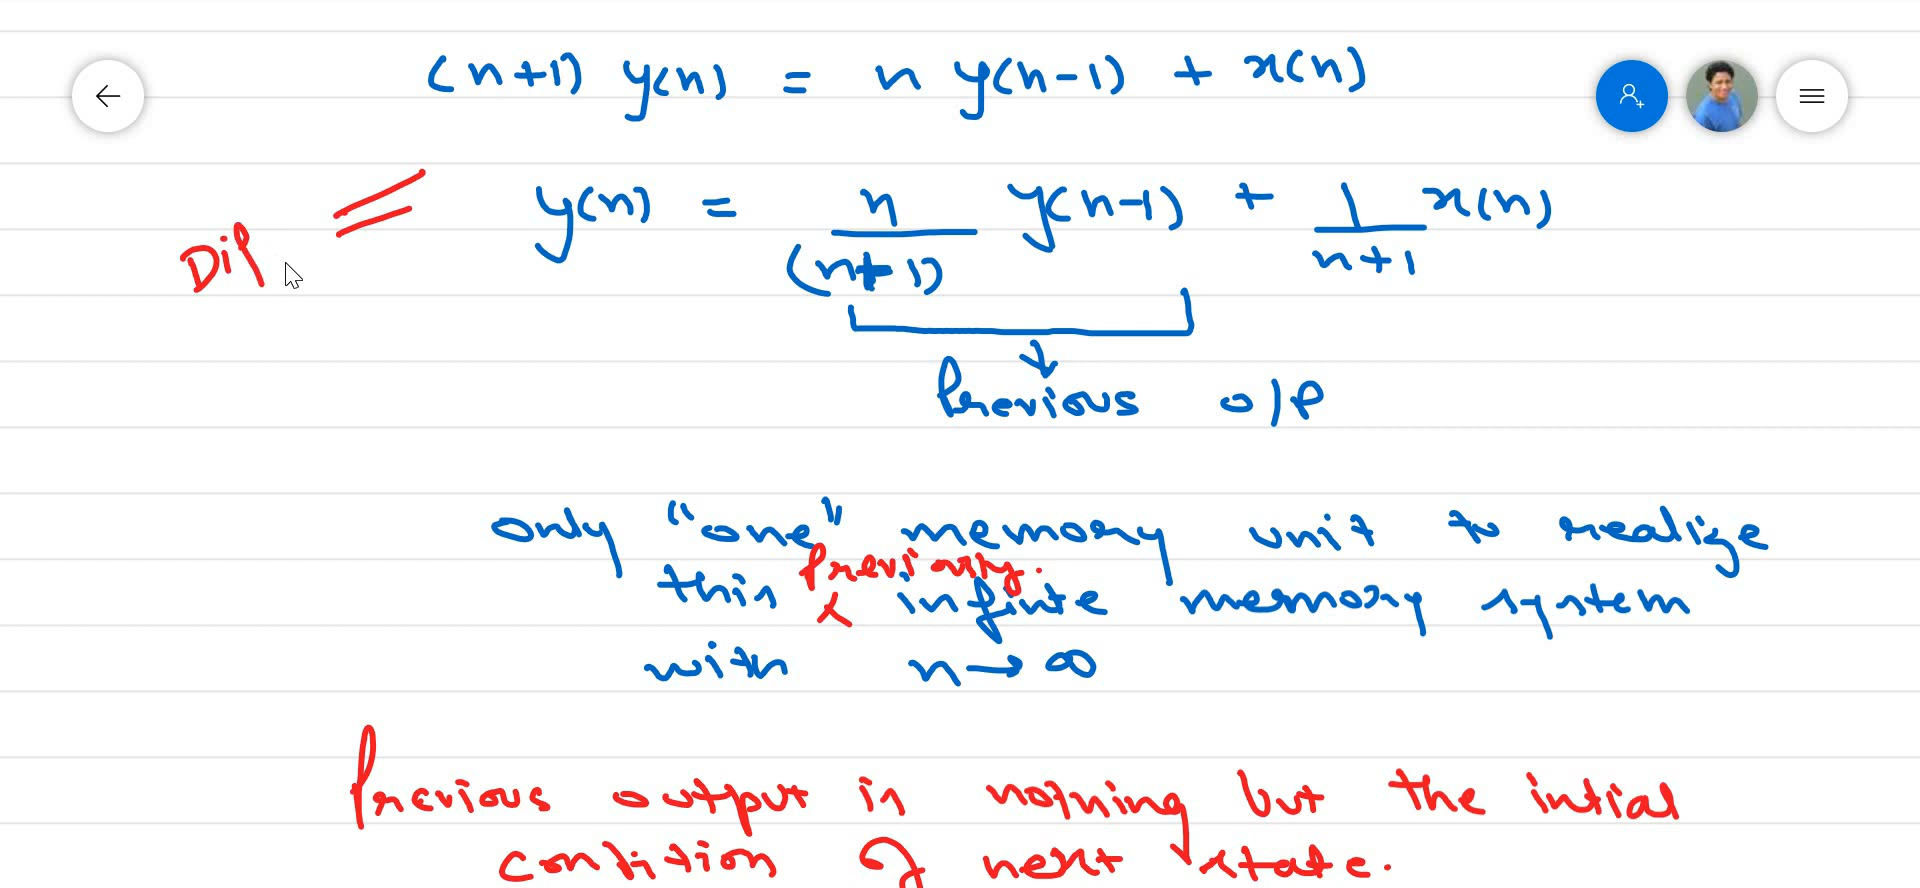 (n+1) y(n) = n y(n-1) + x(n)
y(n) = n/(n+1) y(n-1) + 1/n+1 x(n)
Dif
Previous o/p
only "one" memory unit to realize
Previously.
this infinte memory system
with n → ∞
Previous output is nothing but the intial
condition of next state.